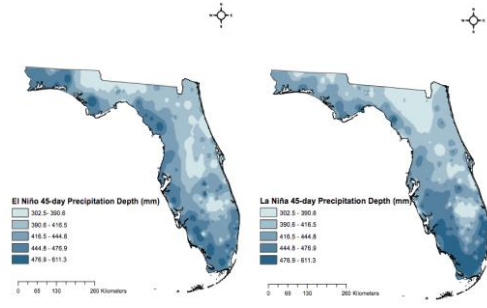 N
W E
S
El Niño 45-day Precipitation Depth (mm)
302.5 - 390.6
390.6 - 416.5
416.5 - 444.8
444.8 - 476.9
476.9 - 611.3
0 65 130 260 Kilometers
N
W E
S
La Niña 45-day Precipitation Depth (mm)
302.5 - 390.6
390.6 - 416.5
416.5 - 444.8
444.8 - 476.9
476.9 - 611.3
0 65 130 260 Kilometers